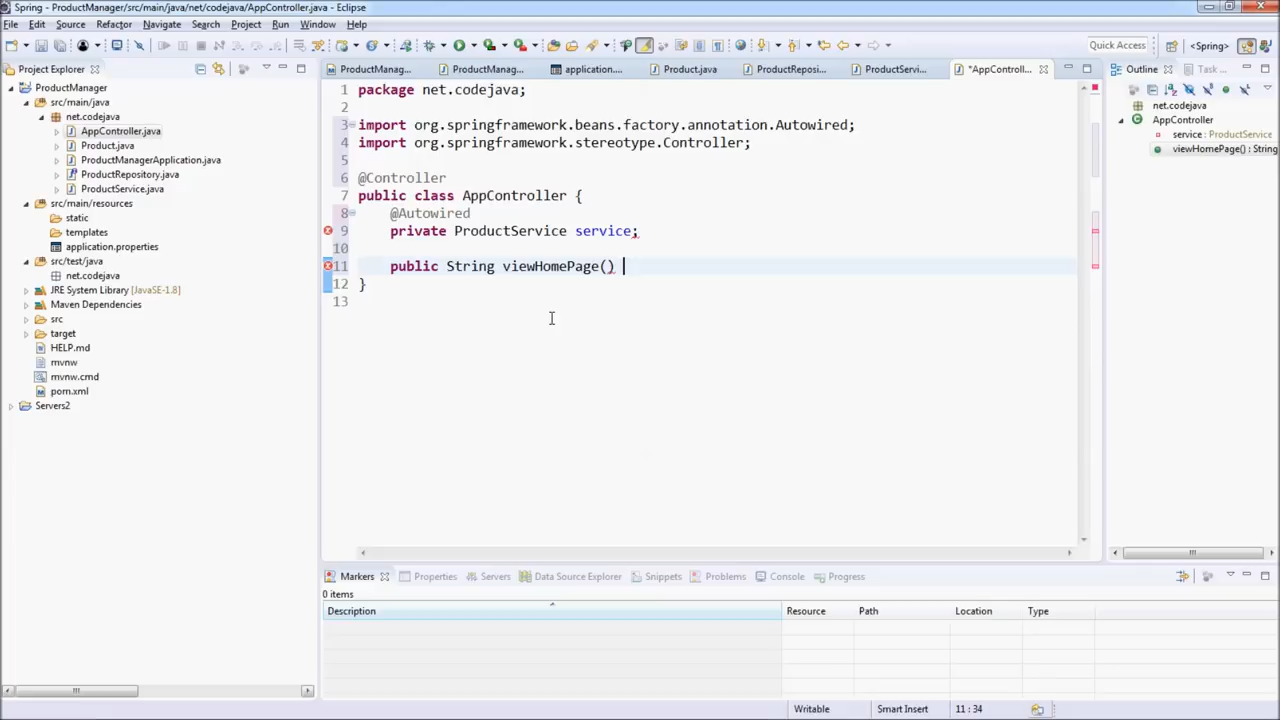 Spring - ProductManager/src/main/java/net/codejava/AppController.java - Eclipse
File Edit Source Refactor Navigate Search Project Run Window Help
Quick Access <Spring>
Project Explorer
ProductManag... ProductManag... application.... Product.java ProductReposi... ProductServi... *AppControll...
Outline Task ...
ProductManager
src/main/java
net.codejava
AppController.java
Product.java
ProductManagerApplication.java
ProductRepository.java
ProductService.java
src/main/resources
static
templates
application.properties
src/test/java
net.codejava
JRE System Library [JavaSE-1.8]
Maven Dependencies
src
target
HELP.md
mvnw
mvnw.cmd
pom.xml
Servers2
1 package net.codejava;
2
3 import org.springframework.beans.factory.annotation.Autowired;
4 import org.springframework.stereotype.Controller;
5
6 @Controller
7 public class AppController {
8 @Autowired
9 private ProductService service;
10
11 public String viewHomePage()
12 }
13
net.codejava
AppController
service : ProductService
viewHomePage() : String
Markers Properties Servers Data Source Explorer Snippets Problems Console Progress
0 items
Description Resource Path Location Type
Writable Smart Insert 11 : 34